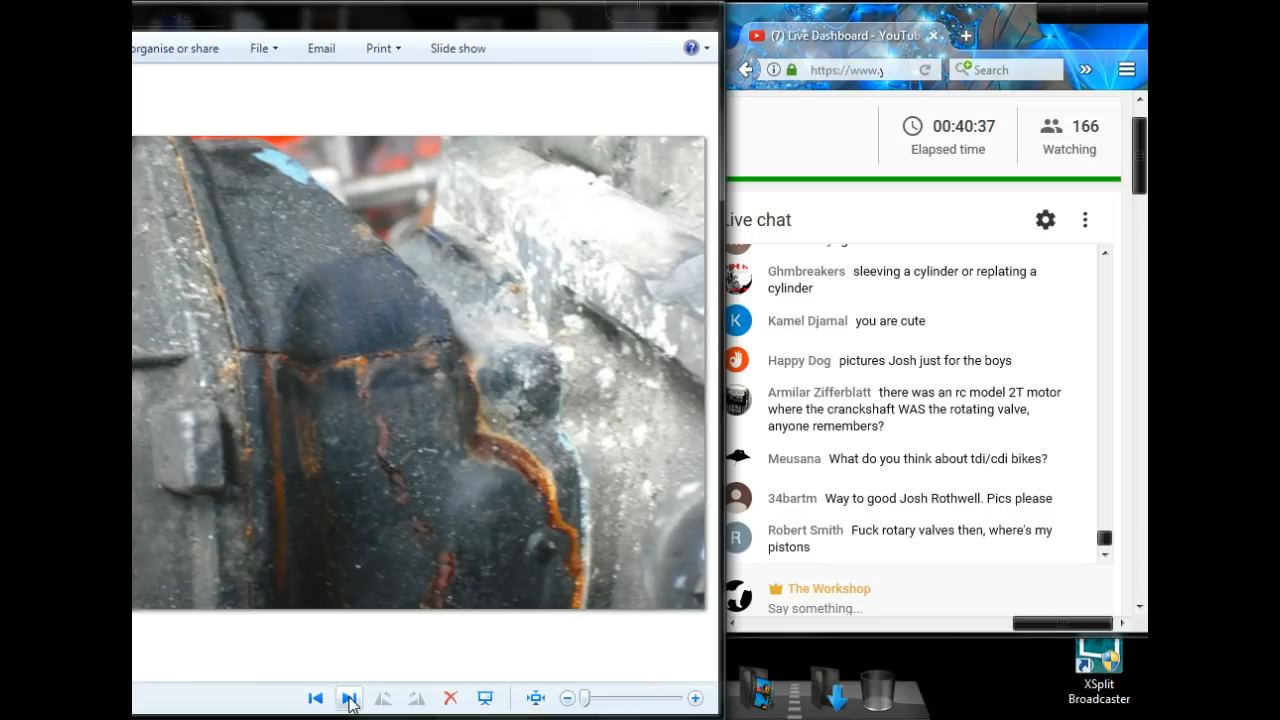 organise or share File Email Print Slide show
(7) Live Dashboard - YouTub
https://www.y
Search
00:40:37
Elapsed time
166
Watching
Live chat
Ghmbreakers sleeving a cylinder or replating a
cylinder
Kamel Djamal you are cute
Happy Dog pictures Josh just for the boys
Armilar Zifferblatt there was an rc model 2T motor
where the cranckshaft WAS the rotating valve,
anyone remembers?
Meusana What do you think about tdi/cdi bikes?
34bartm Way to good Josh Rothwell. Pics please
Robert Smith Fuck rotary valves then, where's my
pistons
The Workshop
Say something...
XSplit
Broadcaster